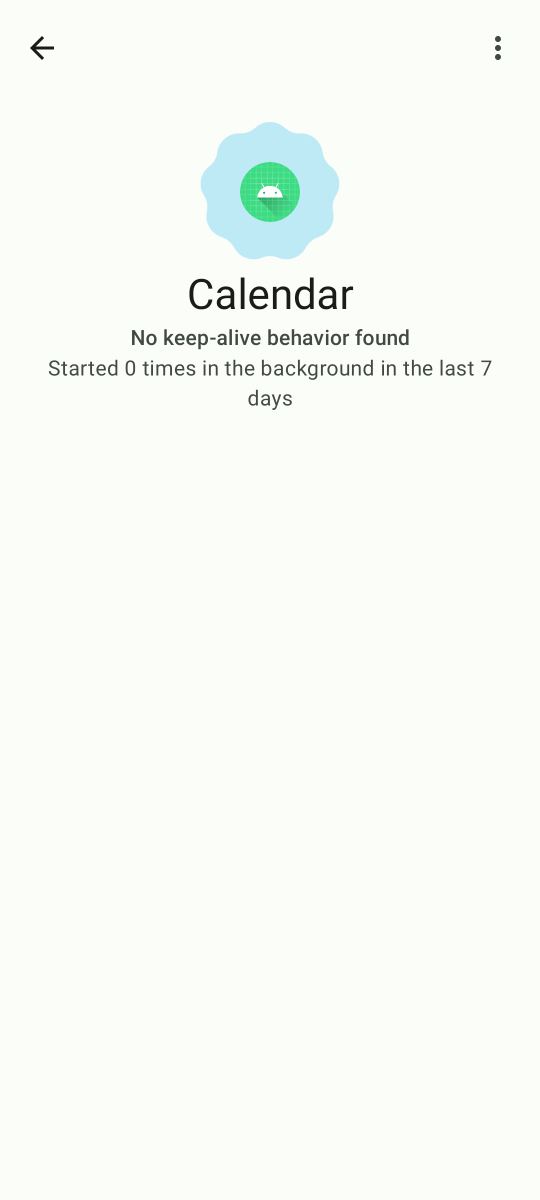 Calendar
No keep-alive behavior found
Started 0 times in the background in the last 7
days